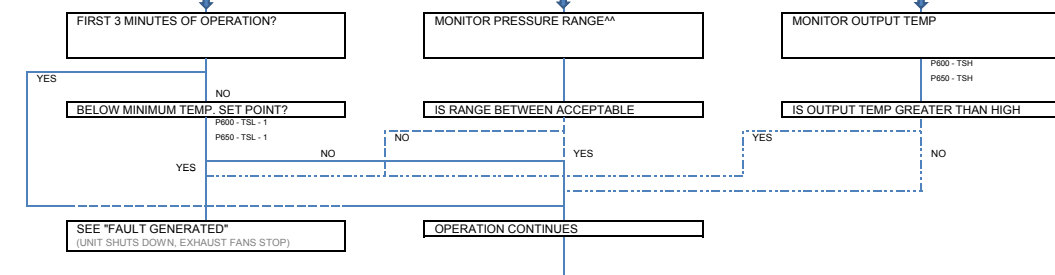 FIRST 3 MINUTES OF OPERATION?
MONITOR PRESSURE RANGE^^
MONITOR OUTPUT TEMP
P600 - TSH
P650 - TSH
YES
NO
BELOW MINIMUM TEMP. SET POINT?
IS RANGE BETWEEN ACCEPTABLE
IS OUTPUT TEMP GREATER THAN HIGH
P600 - TSL - 1
P650 - TSL - 1
NO
NO
YES
YES
YES
NO
SEE "FAULT GENERATED"
(UNIT SHUTS DOWN, EXHAUST FANS STOP)
OPERATION CONTINUES